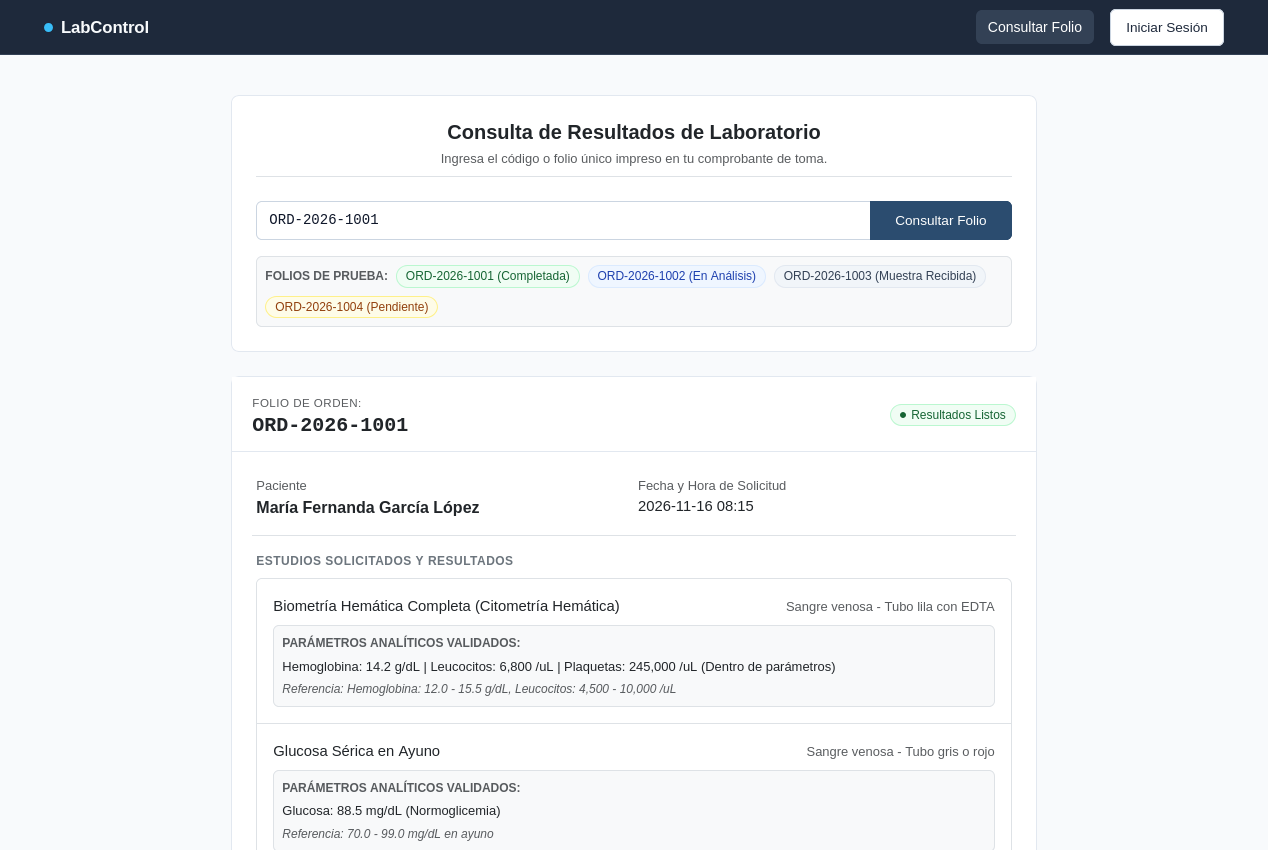 LabControl
Consultar Folio
Iniciar Sesión
Consulta de Resultados de Laboratorio
Ingresa el código o folio único impreso en tu comprobante de toma.
ORD-2026-1001
Consultar Folio
FOLIOS DE PRUEBA: ORD-2026-1001 (Completada) ORD-2026-1002 (En Análisis) ORD-2026-1003 (Muestra Recibida)
ORD-2026-1004 (Pendiente)
FOLIO DE ORDEN:
ORD-2026-1001
Resultados Listos
Paciente
María Fernanda García López
Fecha y Hora de Solicitud
2026-11-16 08:15
ESTUDIOS SOLICITADOS Y RESULTADOS
Biometría Hemática Completa (Citometría Hemática)
Sangre venosa - Tubo lila con EDTA
PARÁMETROS ANALÍTICOS VALIDADOS:
Hemoglobina: 14.2 g/dL | Leucocitos: 6,800 /uL | Plaquetas: 245,000 /uL (Dentro de parámetros)
Referencia: Hemoglobina: 12.0 - 15.5 g/dL, Leucocitos: 4,500 - 10,000 /uL
Glucosa Sérica en Ayuno
Sangre venosa - Tubo gris o rojo
PARÁMETROS ANALÍTICOS VALIDADOS:
Glucosa: 88.5 mg/dL (Normoglicemia)
Referencia: 70.0 - 99.0 mg/dL en ayuno